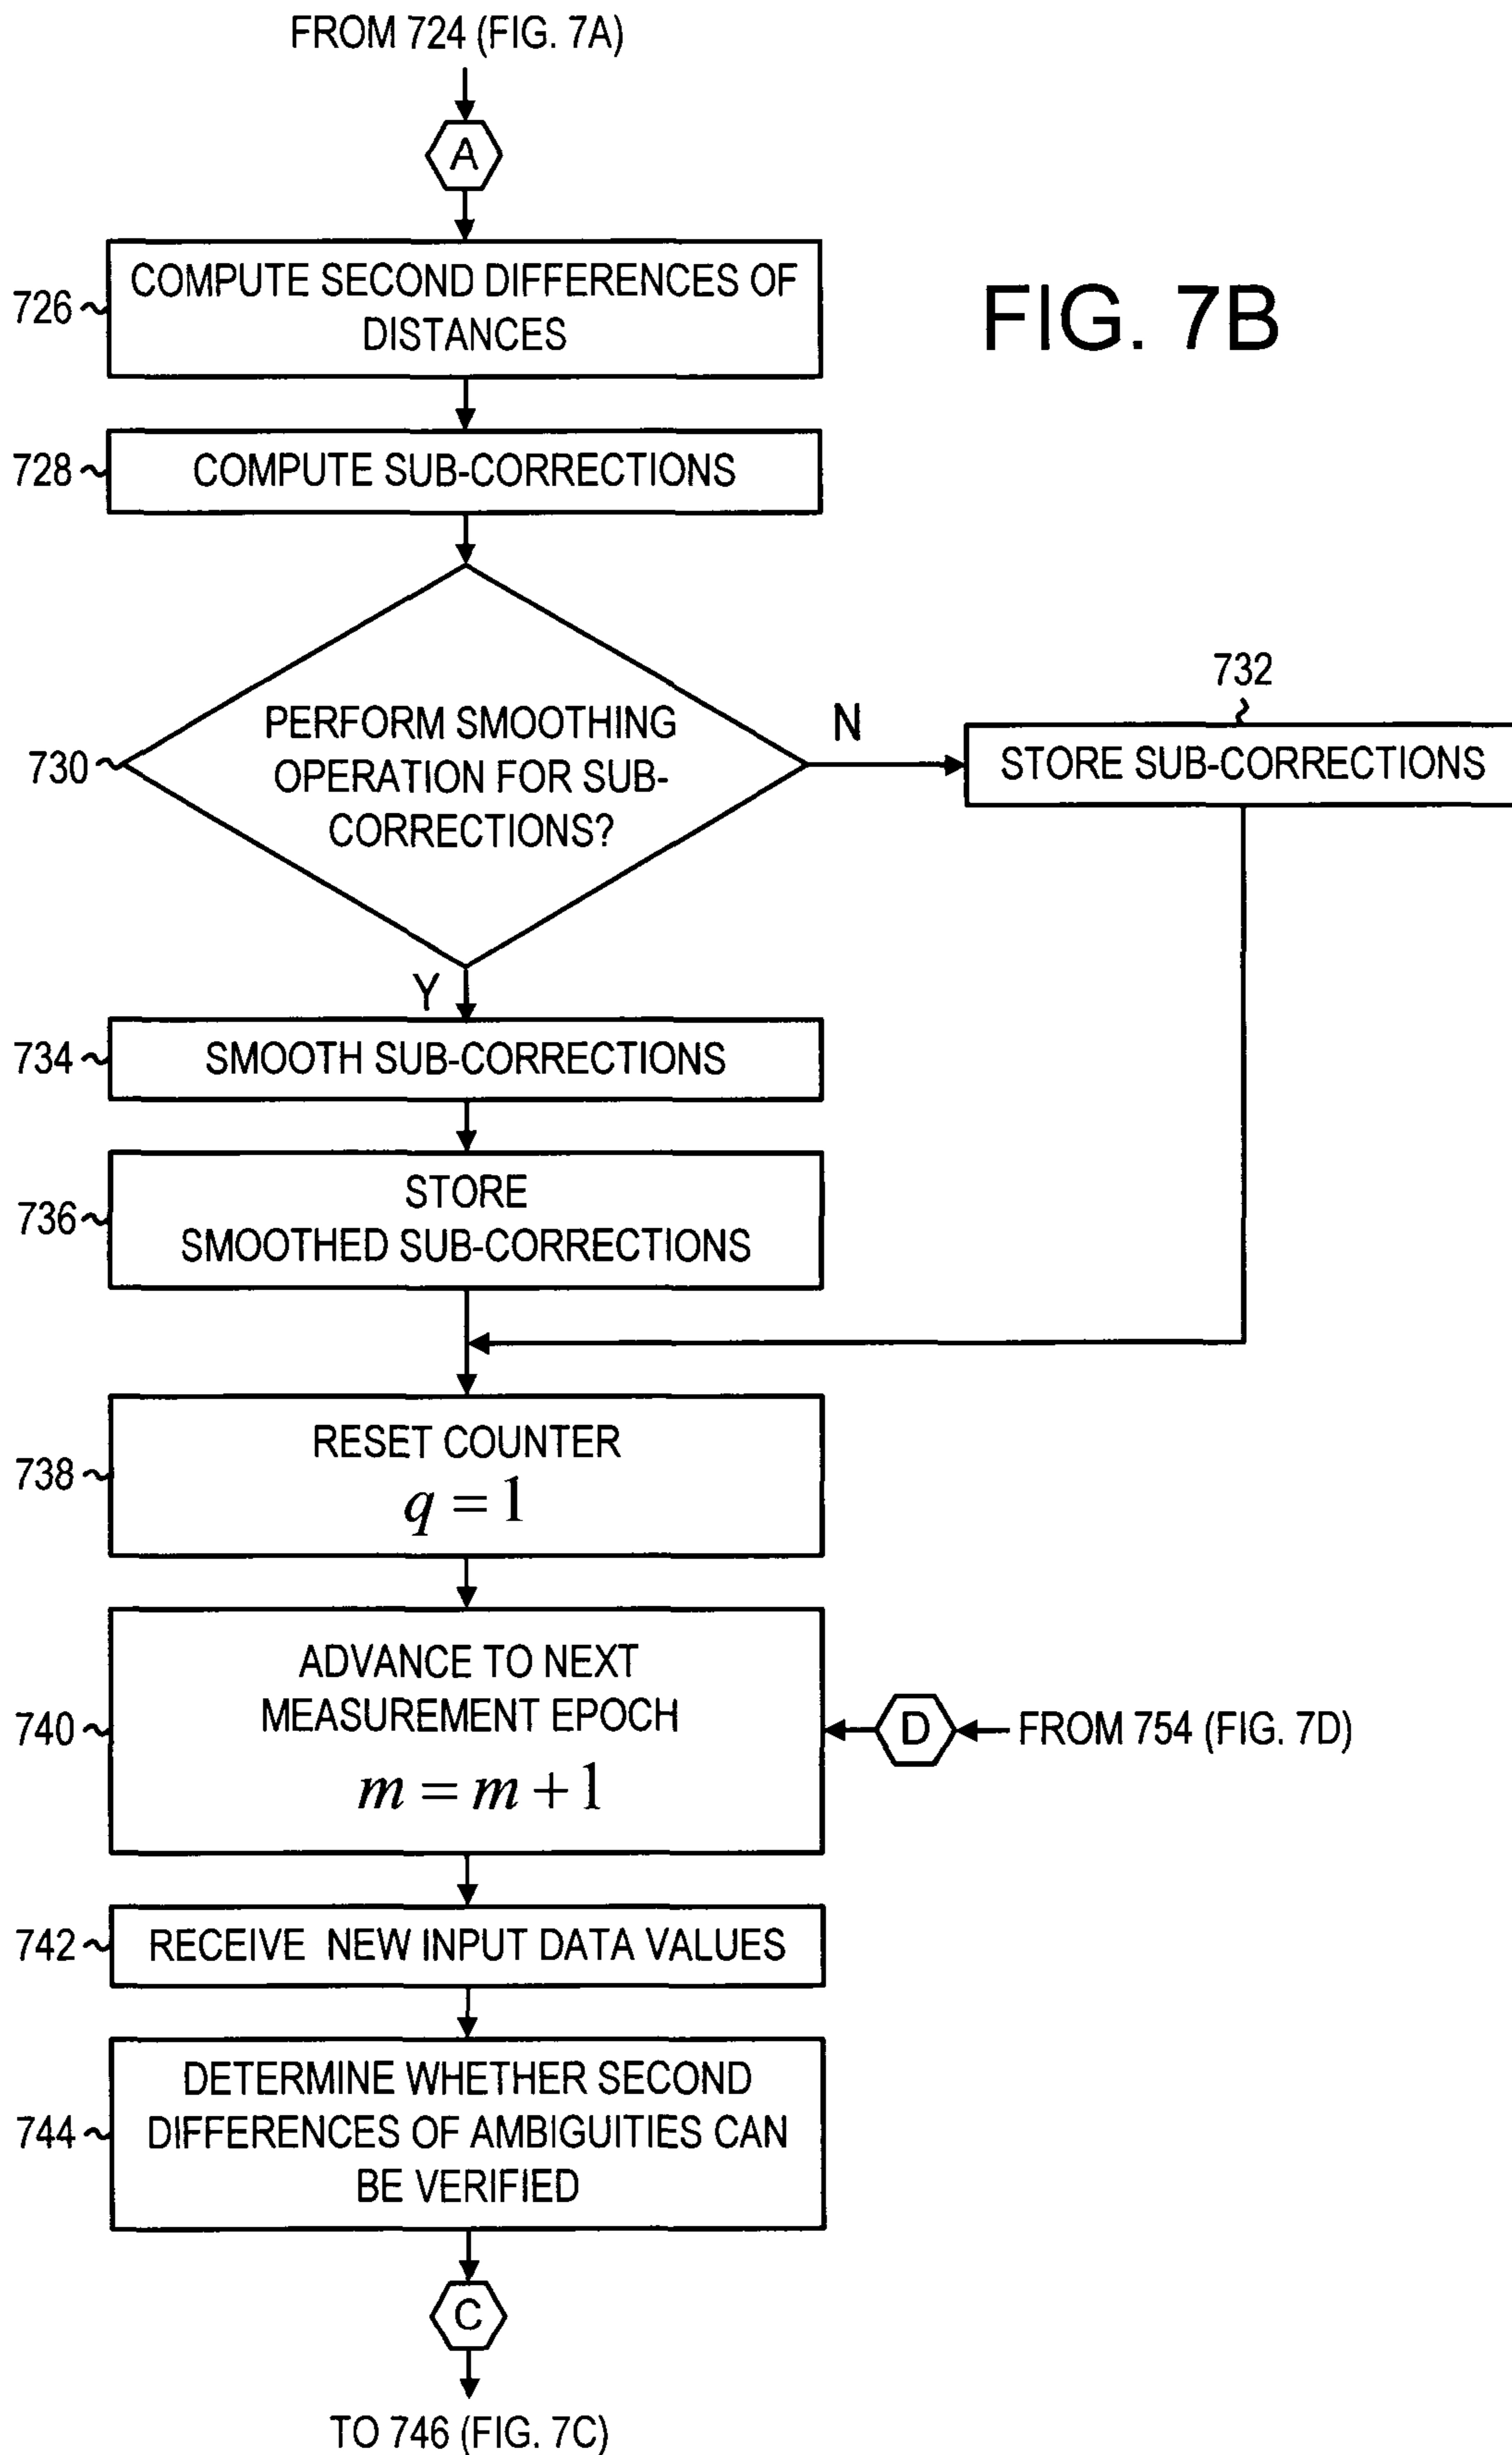 FROM 724 (FIG. 7A)
A
726
COMPUTE SECOND DIFFERENCES OF
DISTANCES
FIG. 7B
728
COMPUTE SUB-CORRECTIONS
730
PERFORM SMOOTHING
OPERATION FOR SUB-
CORRECTIONS?
N
732
STORE SUB-CORRECTIONS
Y
734
SMOOTH SUB-CORRECTIONS
736
STORE
SMOOTHED SUB-CORRECTIONS
738
RESET COUNTER
q = 1
740
ADVANCE TO NEXT
MEASUREMENT EPOCH
m = m + 1
D
FROM 754 (FIG. 7D)
742
RECEIVE NEW INPUT DATA VALUES
744
DETERMINE WHETHER SECOND
DIFFERENCES OF AMBIGUITIES CAN
BE VERIFIED
C
TO 746 (FIG. 7C)